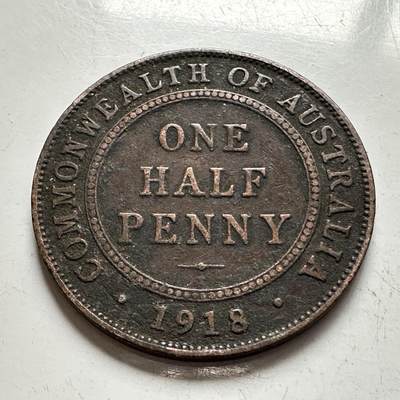 COMMONWEALTH OF AUSTRALIA
ONE
HALF
PENNY
1918